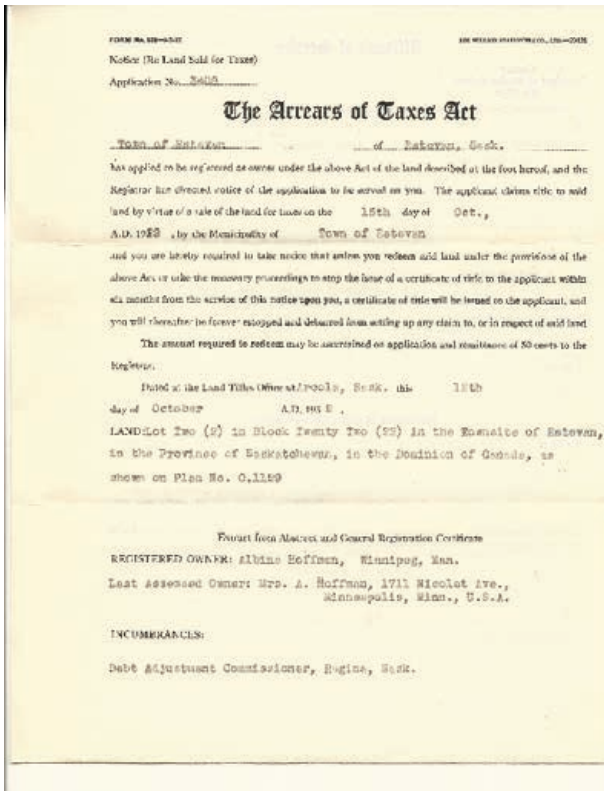 Notice (Re Land Sold for Taxes)
Application No.
The Arrears of Taxes Act
Town of Estevan of Estevan, Sask.
has applied to be registered as owner under the above Act of the land described at the foot hereof, and the
Registrar has directed notice of the application to be served on you. The applicant claims title to said
land by virtue of a sale of the land for taxes on the 15th day of Oct.,
A.D. 19 , by the Municipality of Town of Estevan
and you are hereby required to take notice that unless you redeem said land under the provisions of the
above Act or take the necessary proceedings to stop the issue of a certificate of title to the applicant within
six months from the service of this notice upon you, a certificate of title will be issued to the applicant, and
you will thereafter be forever estopped and debarred from setting up any claim to, or in respect of said land
The amount required to redeem may be ascertained on application and remittance of 50 cents to the
Registrar.
Dated at the Land Titles Office at Arcola, Sask. this
day of October A.D. 193 .
LAND: Lot Two (2) in Block Twenty Two (22) in the Townsite of Estevan,
in the Province of Saskatchewan, in the Dominion of Canada, as
shown on Plan No.
Extract from Abstract and General Registration Certificate
REGISTERED OWNER: Albina Hoffman, Winnipeg, Man.
Last Assessed Owner: Mrs. A. Hoffman, 1711 Nicolet Ave.,
Minneapolis, Minn., U.S.A.
INCUMBRANCES:
Debt Adjustment Commissioner, Regina, Sask.